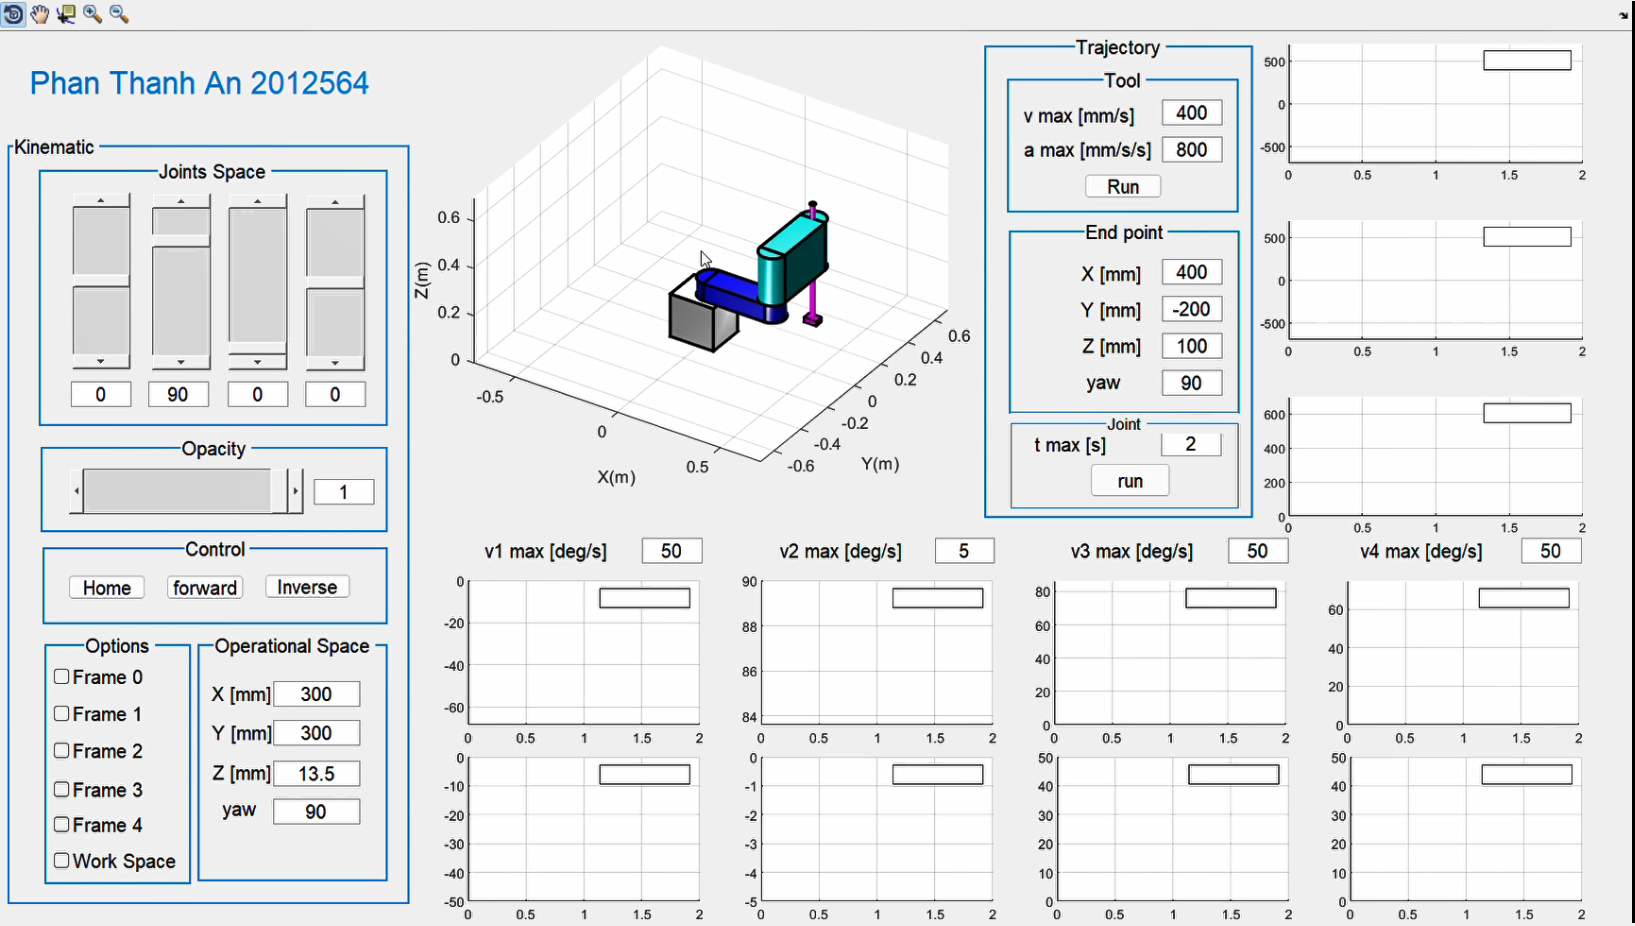 Phan Thanh An 2012564
Kinematic
Joints Space
0 90 0 0
Opacity
1
Control
Home forward Inverse
Options
Frame 0
Frame 1
Frame 2
Frame 3
Frame 4
Work Space
Operational Space
X [mm] 300
Y [mm] 300
Z [mm] 13.5
yaw 90
Z(m)
0.6
0.4
0.2
0
-0.5
0
0.5
X(m)
-0.6
-0.4
-0.2
0
0.2
0.4
0.6
Y(m)
Trajectory
Tool
v max [mm/s] 400
a max [mm/s/s] 800
Run
End point
X [mm] 400
Y [mm] -200
Z [mm] 100
yaw 90
Joint
t max [s] 2
run
500
0
-500
0 0.5 1 1.5 2
500
0
-500
0 0.5 1 1.5 2
600
400
200
0
0 0.5 1 1.5 2
v1 max [deg/s] 50
0
-20
-40
-60
0 0.5 1 1.5 2
0
-10
-20
-30
-40
-50
0 0.5 1 1.5 2
v2 max [deg/s] 5
90
88
86
84
0 0.5 1 1.5 2
0
-1
-2
-3
-4
-5
0 0.5 1 1.5 2
v3 max [deg/s] 50
80
60
40
20
0
0 0.5 1 1.5 2
50
40
30
20
10
0
0 0.5 1 1.5 2
v4 max [deg/s] 50
60
40
20
0
0 0.5 1 1.5 2
50
40
30
20
10
0
0 0.5 1 1.5 2